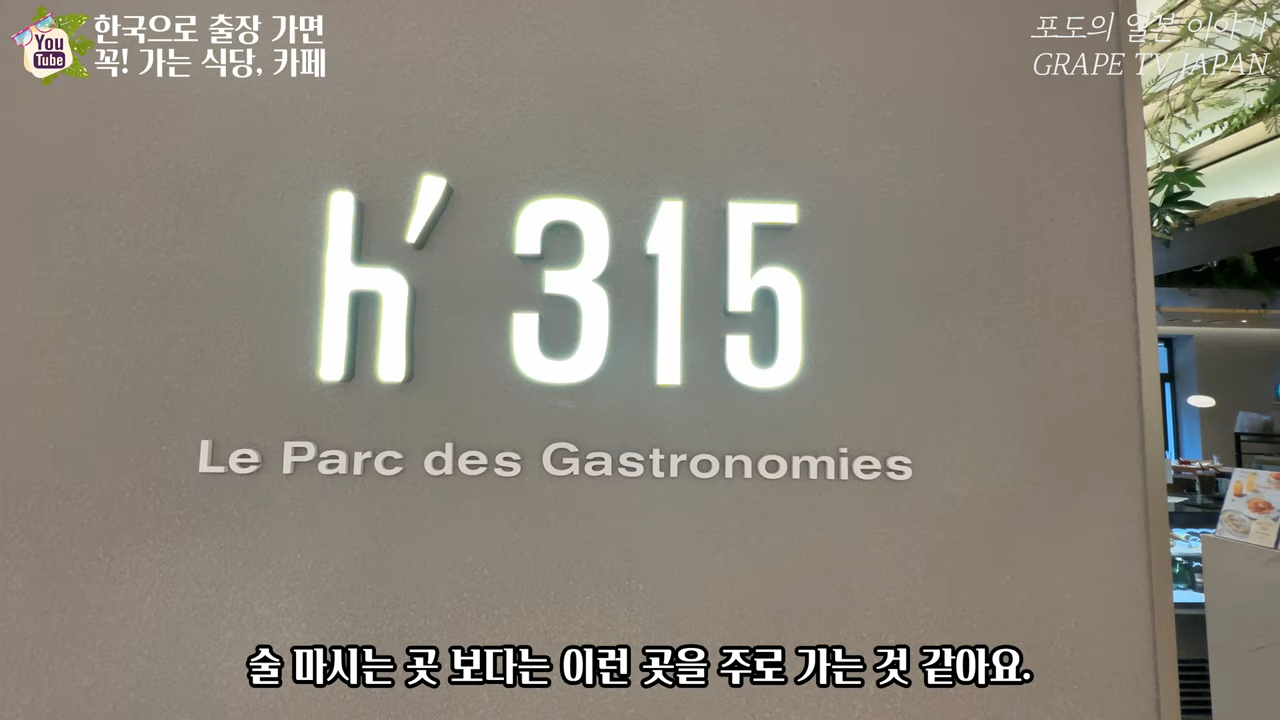 You
Tube
한국으로 출장 가면
꼭! 가는 식당, 카페
포도의 일본 이야기
GRAPE TV JAPAN
h' 315
Le Parc des Gastronomies
술 마시는 곳 보다는 이런 곳을 주로 가는 것 같아요.